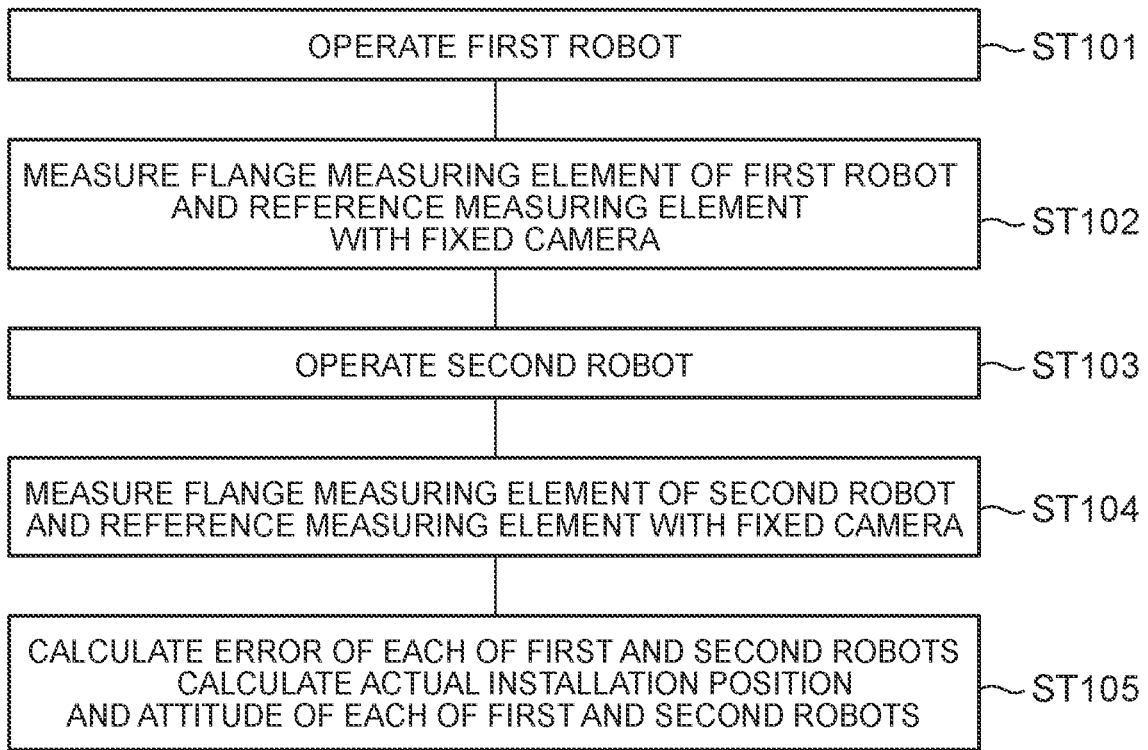 OPERATE FIRST ROBOT
ST101
MEASURE FLANGE MEASURING ELEMENT OF FIRST ROBOT
AND REFERENCE MEASURING ELEMENT
WITH FIXED CAMERA
ST102
OPERATE SECOND ROBOT
ST103
MEASURE FLANGE MEASURING ELEMENT OF SECOND ROBOT
AND REFERENCE MEASURING ELEMENT WITH FIXED CAMERA
ST104
CALCULATE ERROR OF EACH OF FIRST AND SECOND ROBOTS
CALCULATE ACTUAL INSTALLATION POSITION
AND ATTITUDE OF EACH OF FIRST AND SECOND ROBOTS
ST105